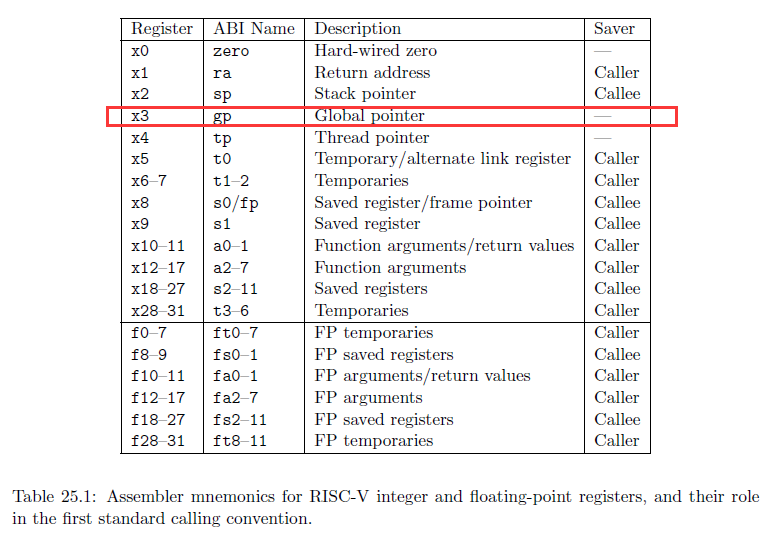 Register ABI Name Description Saver
x0 zero Hard-wired zero —
x1 ra Return address Caller
x2 sp Stack pointer Callee
x3 gp Global pointer —
x4 tp Thread pointer —
x5 t0 Temporary/alternate link register Caller
x6–7 t1–2 Temporaries Caller
x8 s0/fp Saved register/frame pointer Callee
x9 s1 Saved register Callee
x10–11 a0–1 Function arguments/return values Caller
x12–17 a2–7 Function arguments Caller
x18–27 s2–11 Saved registers Callee
x28–31 t3–6 Temporaries Caller
f0–7 ft0–7 FP temporaries Caller
f8–9 fs0–1 FP saved registers Callee
f10–11 fa0–1 FP arguments/return values Caller
f12–17 fa2–7 FP arguments Caller
f18–27 fs2–11 FP saved registers Callee
f28–31 ft8–11 FP temporaries Caller
Table 25.1: Assembler mnemonics for RISC-V integer and floating-point registers, and their role
in the first standard calling convention.